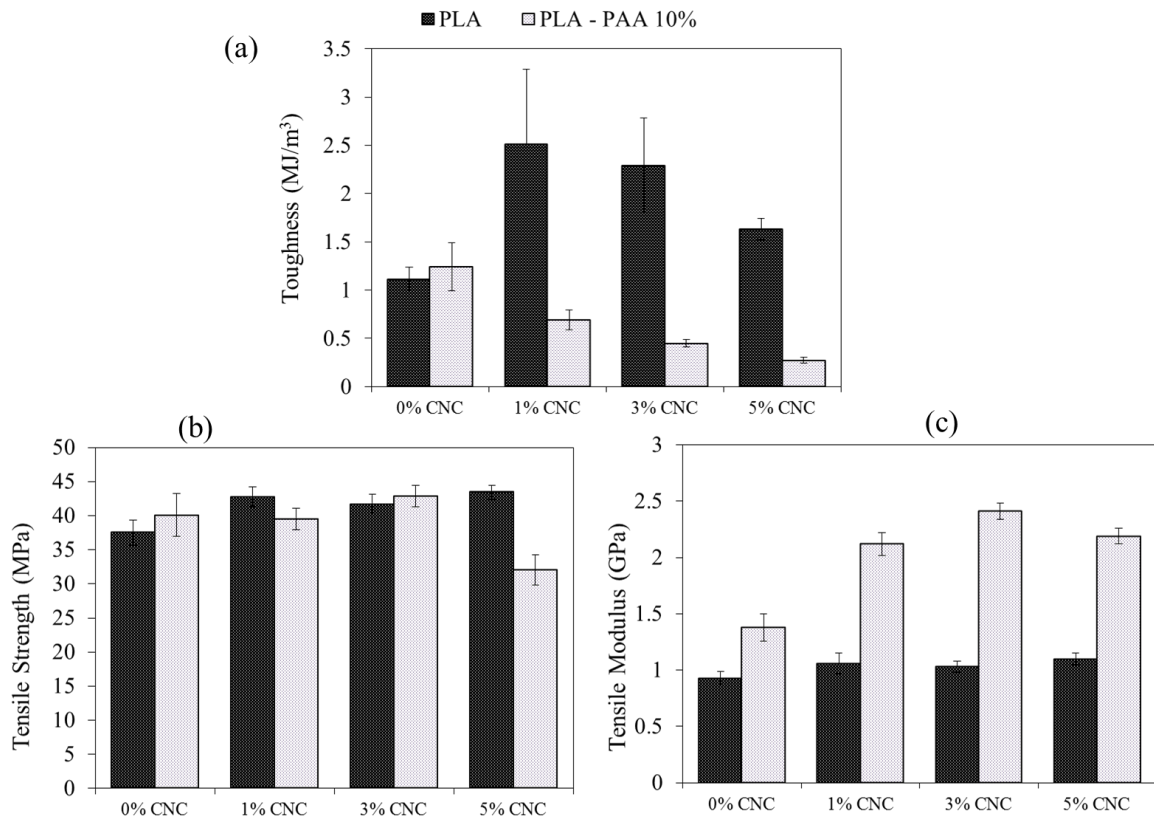 PLA PLA - PAA 10%
(a)
Toughness (MJ/m³)
3.5
3
2.5
2
1.5
1
0.5
0
0% CNC 1% CNC 3% CNC 5% CNC
(b)
Tensile Strength (MPa)
50
45
40
35
30
25
20
15
10
5
0
0% CNC 1% CNC 3% CNC 5% CNC
(c)
Tensile Modulus (GPa)
3
2.5
2
1.5
1
0.5
0
0% CNC 1% CNC 3% CNC 5% CNC